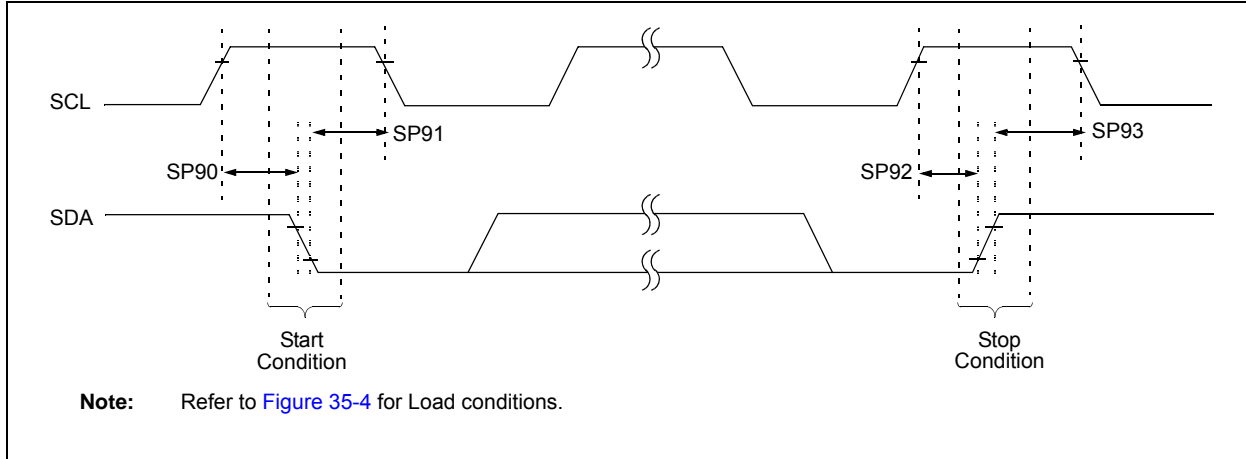 SCL
SP91
SP93
SP90
SP92
SDA
Start
Condition
Stop
Condition
Note: Refer to Figure 35-4 for Load conditions.